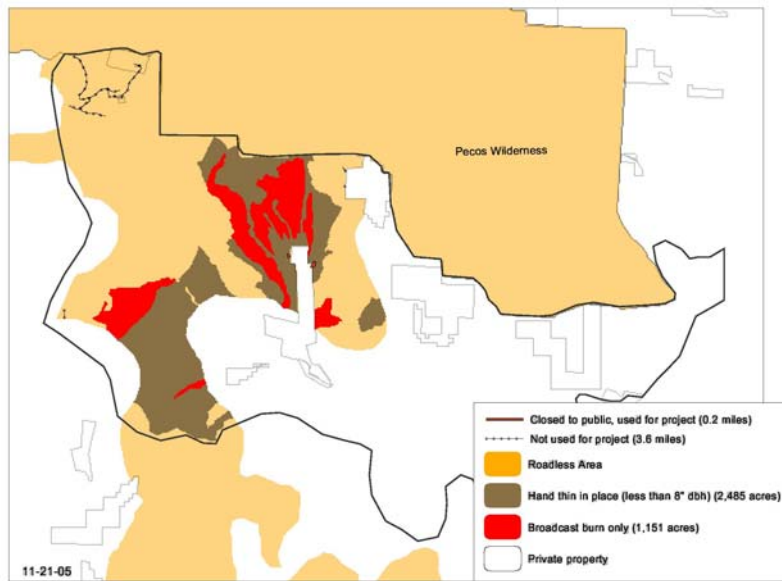 Pecos Wilderness
Closed to public, used for project (0.2 miles)
Not used for project (3.6 miles)
Roadless Area
Hand thin in place (less than 8" dbh) (2,485 acres)
Broadcast burn only (1,151 acres)
Private property
11-21-05